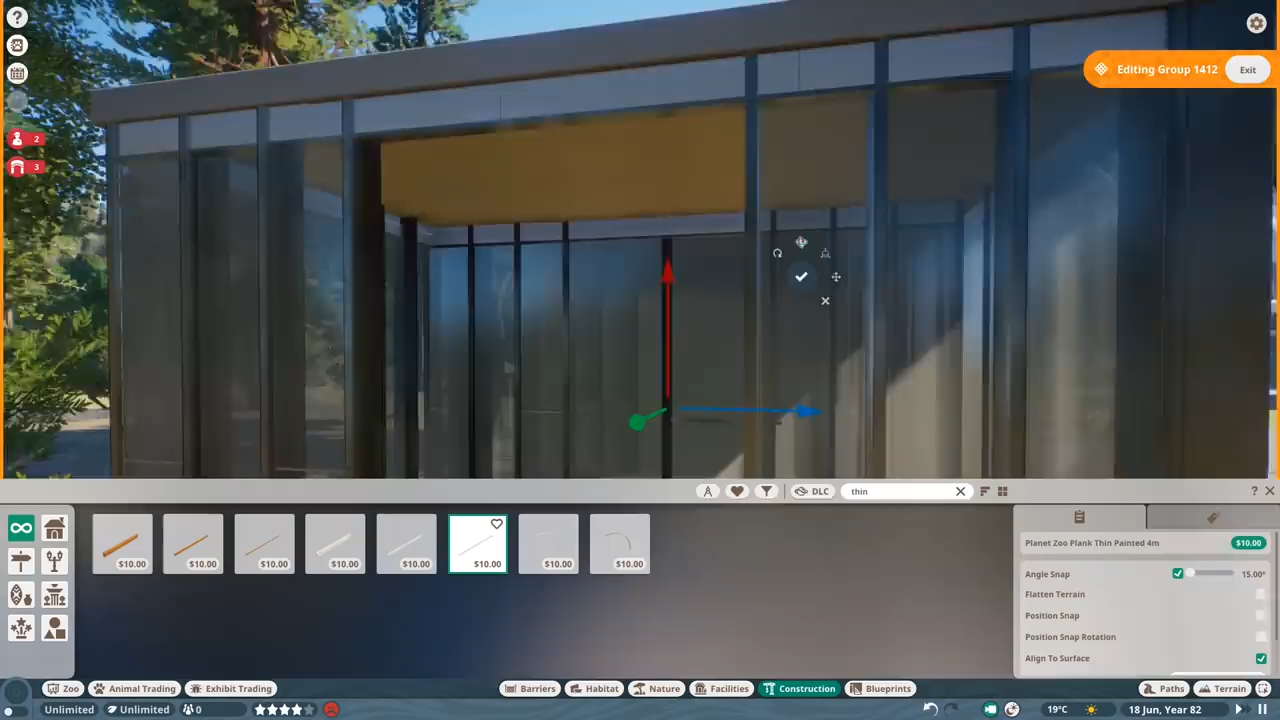 ?
Editing Group 1412
Exit
2
3
DLC
thin
?
$10.00
$10.00
$10.00
$10.00
$10.00
$10.00
$10.00
$10.00
Planet Zoo Plank Thin Painted 4m
$10.00
Angle Snap
15.00°
Flatten Terrain
Position Snap
Position Snap Rotation
Align To Surface
Zoo
Animal Trading
Exhibit Trading
Barriers
Habitat
Nature
Facilities
Construction
Blueprints
Paths
Terrain
Unlimited
Unlimited
0
19°C
18 Jun, Year 82